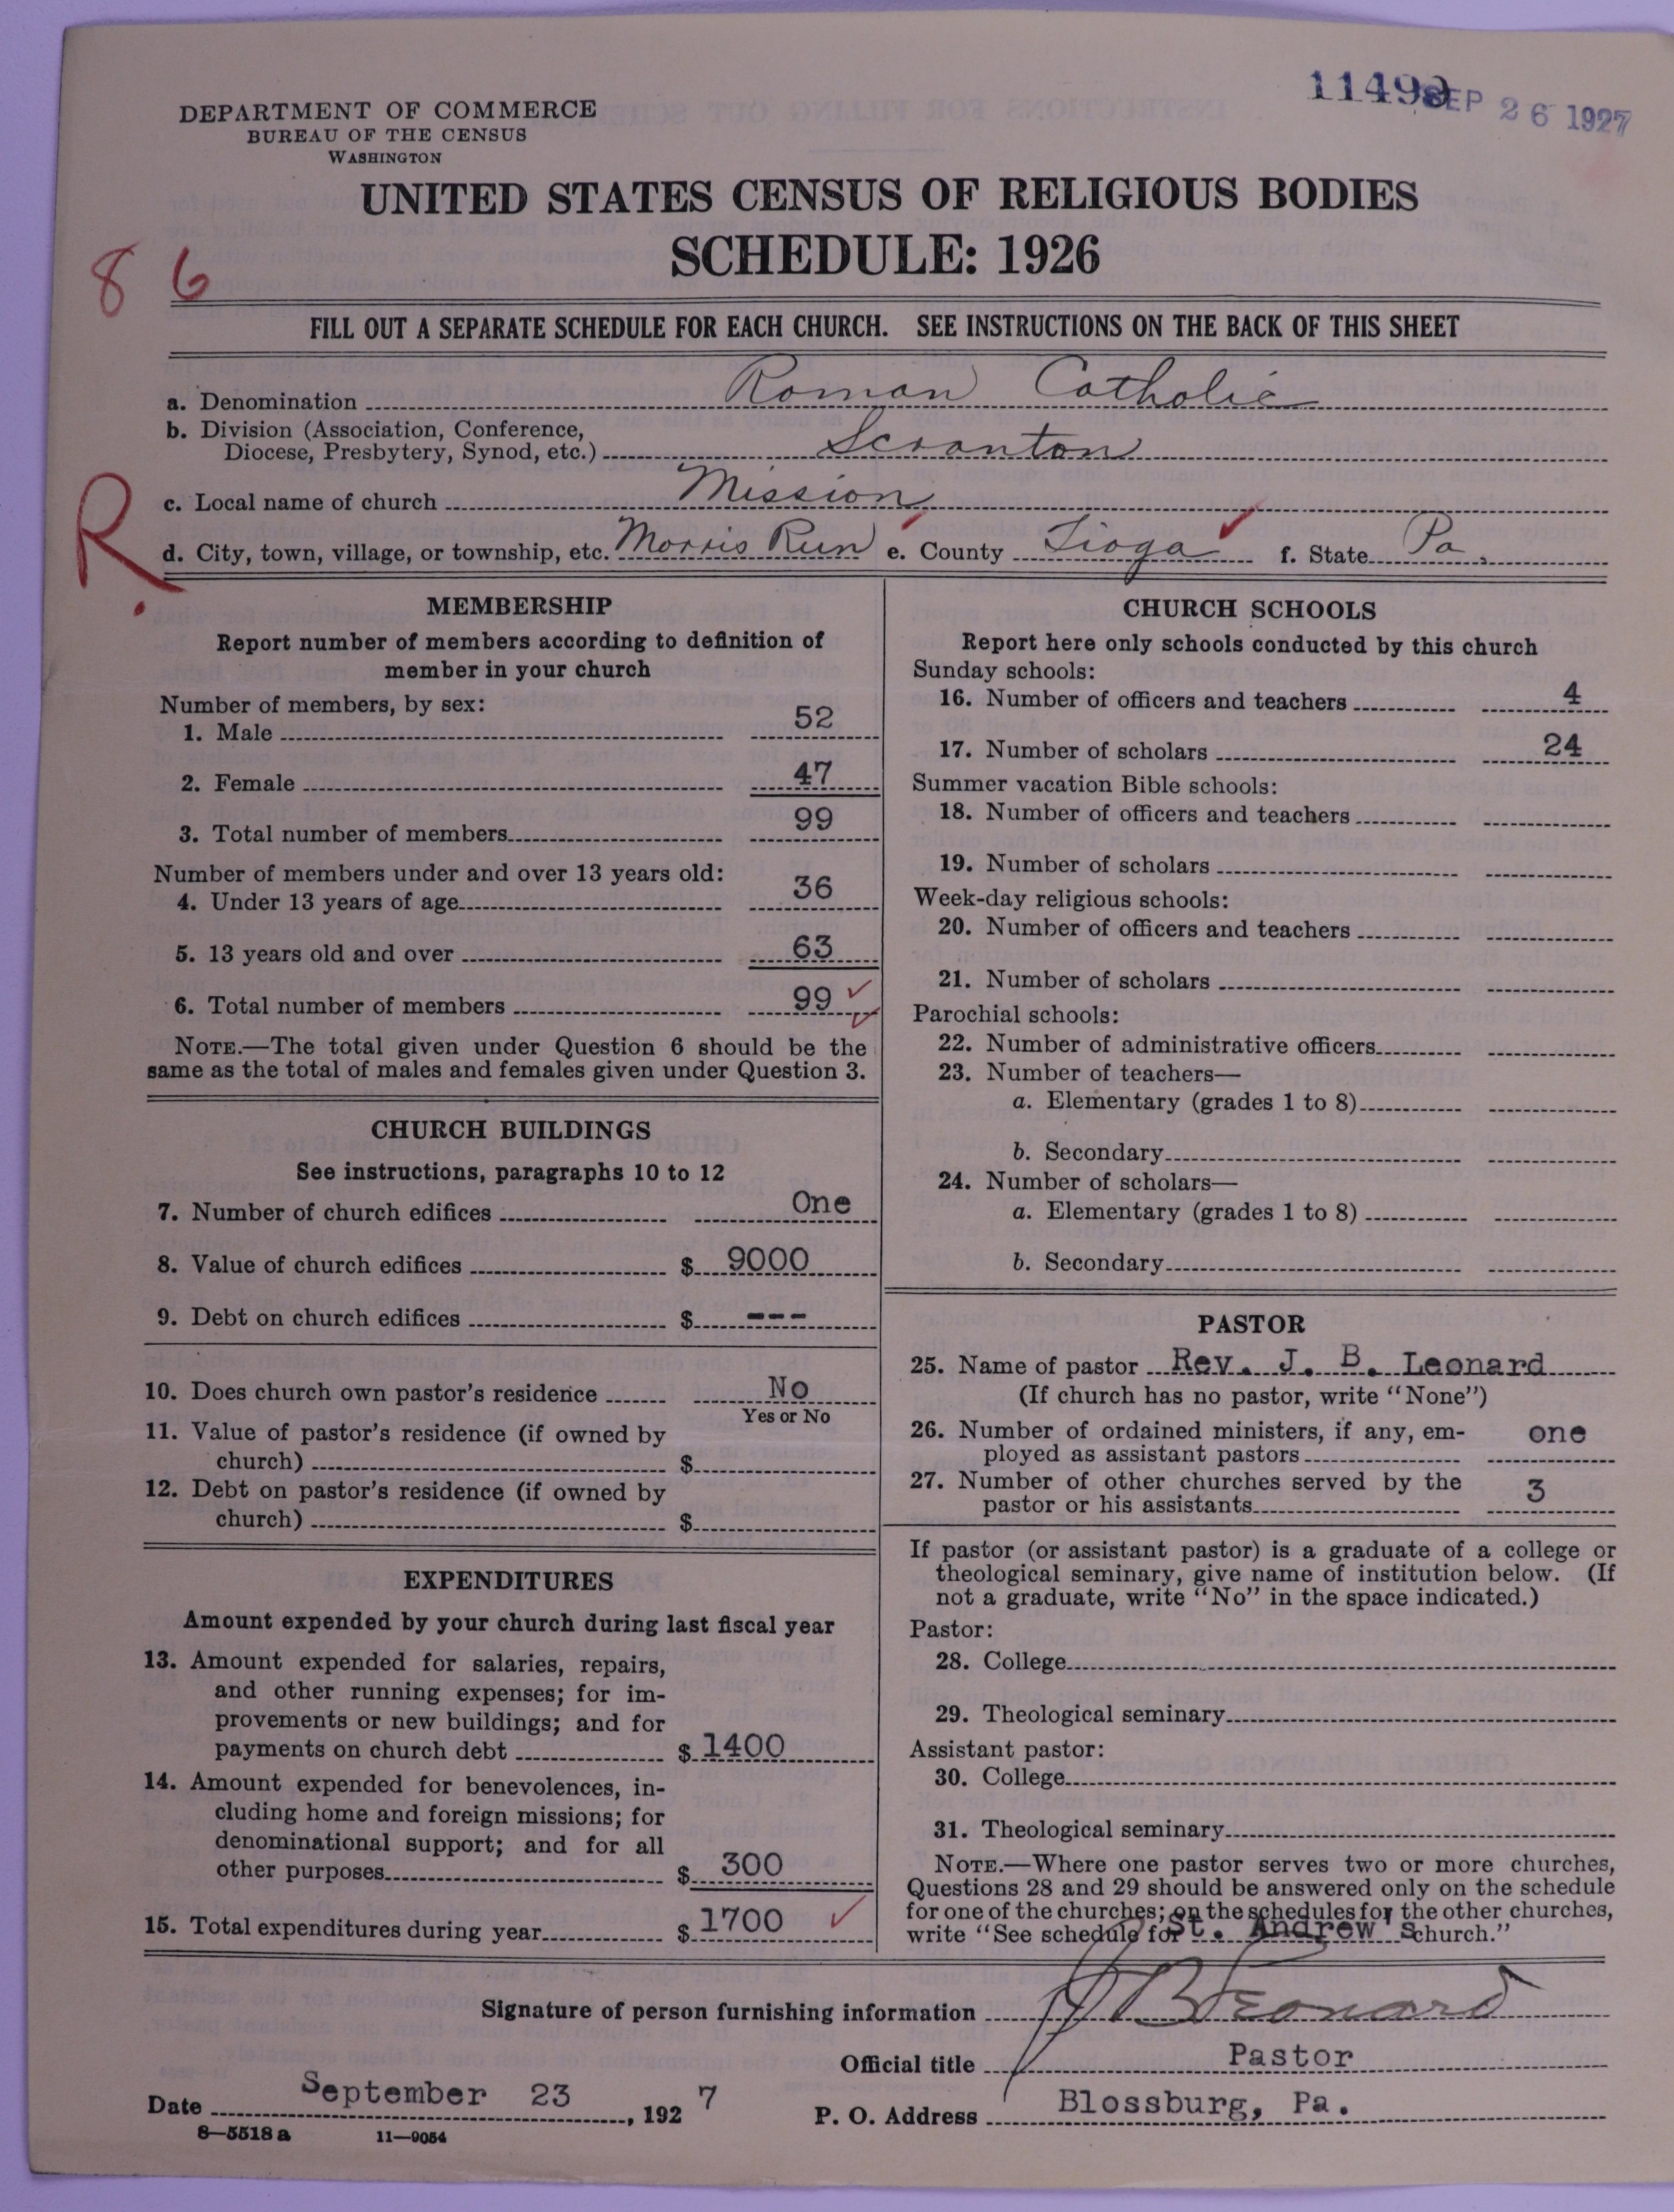 11499 SEP 26 1927
DEPARTMENT OF COMMERCE
BUREAU OF THE CENSUS
WASHINGTON
UNITED STATES CENSUS OF RELIGIOUS BODIES
SCHEDULE: 1926
8 6
FILL OUT A SEPARATE SCHEDULE FOR EACH CHURCH. SEE INSTRUCTIONS ON THE BACK OF THIS SHEET
a. Denomination Roman Catholic
b. Division (Association, Conference,
Diocese, Presbytery, Synod, etc.) Scranton
R.
c. Local name of church Mission
d. City, town, village, or township, etc. Morris Run e. County Tioga f. State Pa.
MEMBERSHIP
Report number of members according to definition of
member in your church
Number of members, by sex:
1. Male 52
2. Female 47
3. Total number of members 99
Number of members under and over 13 years old:
4. Under 13 years of age 36
5. 13 years old and over 63
6. Total number of members 99
NOTE.—The total given under Question 6 should be the
same as the total of males and females given under Question 3.
CHURCH BUILDINGS
See instructions, paragraphs 10 to 12
7. Number of church edifices One
8. Value of church edifices $ 9000
9. Debt on church edifices $ ---
10. Does church own pastor's residence No
Yes or No
11. Value of pastor's residence (if owned by
church) $
12. Debt on pastor's residence (if owned by
church) $
EXPENDITURES
Amount expended by your church during last fiscal year
13. Amount expended for salaries, repairs,
and other running expenses; for im-
provements or new buildings; and for
payments on church debt $ 1400
14. Amount expended for benevolences, in-
cluding home and foreign missions; for
denominational support; and for all
other purposes $ 300
15. Total expenditures during year $ 1700
CHURCH SCHOOLS
Report here only schools conducted by this church
Sunday schools:
16. Number of officers and teachers 4
17. Number of scholars 24
Summer vacation Bible schools:
18. Number of officers and teachers
19. Number of scholars
Week-day religious schools:
20. Number of officers and teachers
21. Number of scholars
Parochial schools:
22. Number of administrative officers
23. Number of teachers—
a. Elementary (grades 1 to 8)
b. Secondary
24. Number of scholars—
a. Elementary (grades 1 to 8)
b. Secondary
PASTOR
25. Name of pastor Rev. J. B. Leonard
(If church has no pastor, write "None")
26. Number of ordained ministers, if any, em-
ployed as assistant pastors one
27. Number of other churches served by the
pastor or his assistants 3
If pastor (or assistant pastor) is a graduate of a college or
theological seminary, give name of institution below. (If
not a graduate, write "No" in the space indicated.)
Pastor:
28. College
29. Theological seminary
Assistant pastor:
30. College
31. Theological seminary
NOTE.—Where one pastor serves two or more churches,
Questions 28 and 29 should be answered only on the schedule
for one of the churches; on the schedules for the other churches,
write "See schedule for St. Andrew's church."
Signature of person furnishing information J B Leonard
Official title Pastor
Date September 23, 1927 P. O. Address Blossburg, Pa.
8—5518 a 11—9054